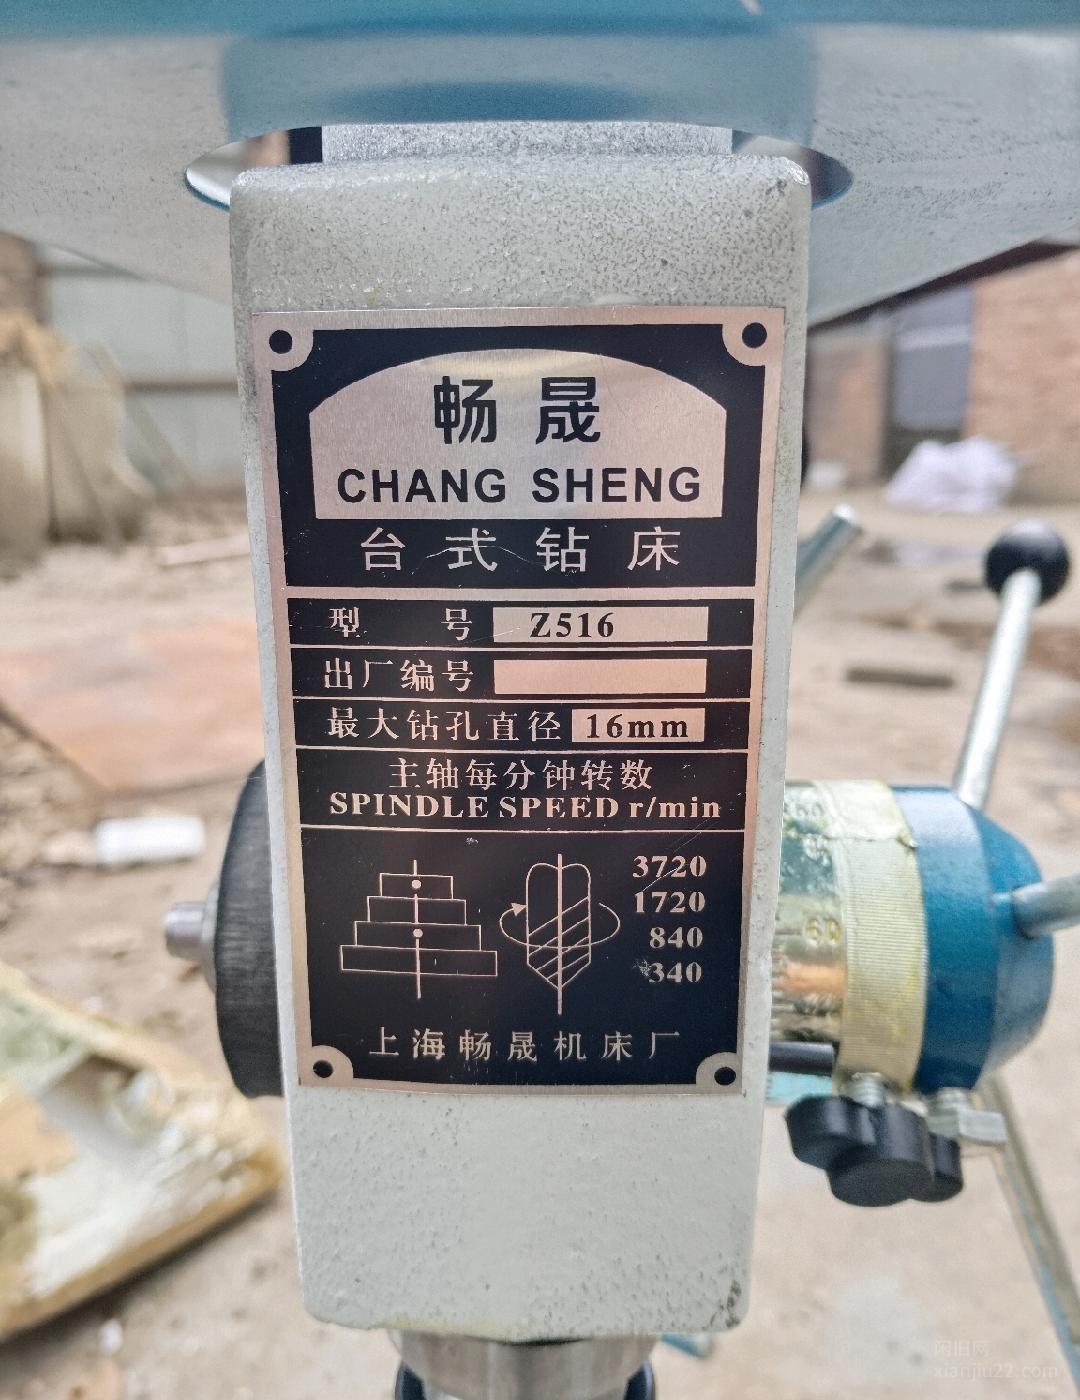 畅晟
CHANG SHENG
台式钻床
型号 Z516
出厂编号
最大钻孔直径 16mm
主轴每分钟转数
SPINDLE SPEED r/min
3720
1720
840
340
上海畅晟机床厂
60
闲旧网
xianjiu22.com